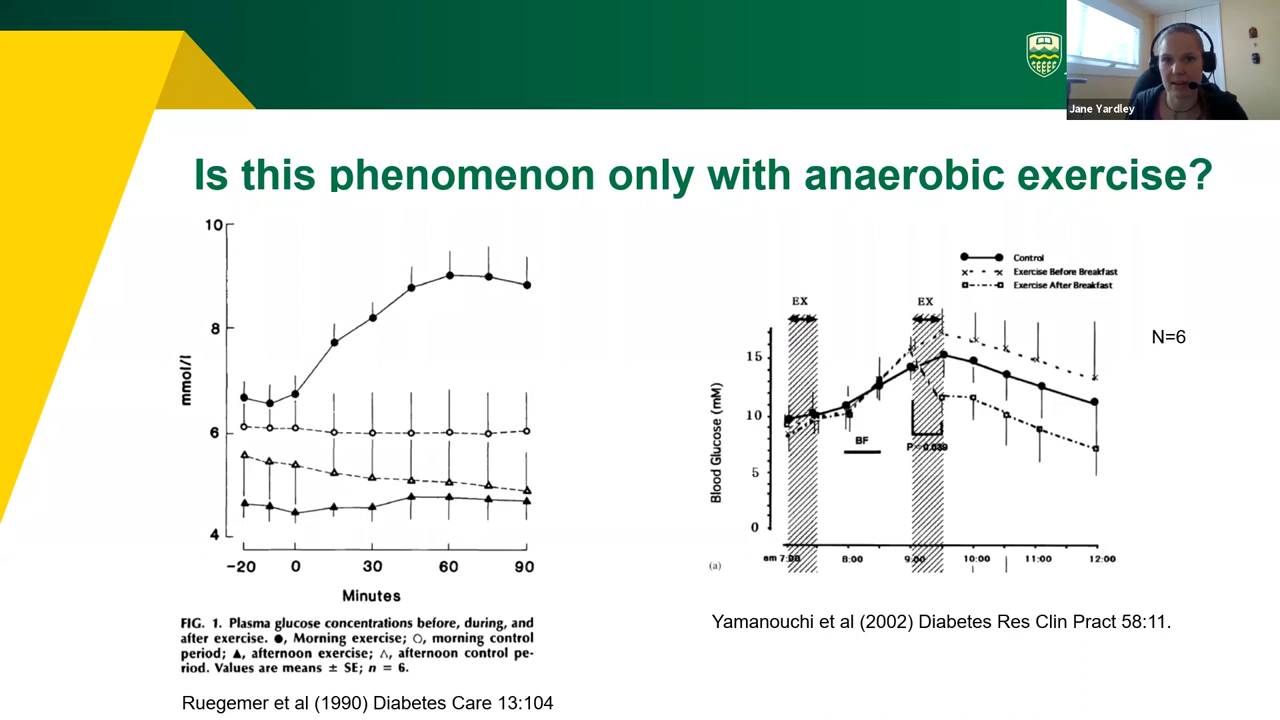 Jane Yardley
Is this phenomenon only with anaerobic exercise?
10
8
6
4
mmol/l
-20 0 30 60 90
Minutes
FIG. 1. Plasma glucose concentrations before, during, and
after exercise. ●, Morning exercise; ○, morning control
period; ▲, afternoon exercise; △, afternoon control pe-
riod. Values are means ± SE; n = 6.
Ruegemer et al (1990) Diabetes Care 13:104
Control
Exercise Before Breakfast
Exercise After Breakfast
EX EX
N=6
15
10
5
0
Blood Glucose (mM)
BF
(a)
am 7:00 8:00 9:00 10:00 11:00 12:00
Yamanouchi et al (2002) Diabetes Res Clin Pract 58:11.